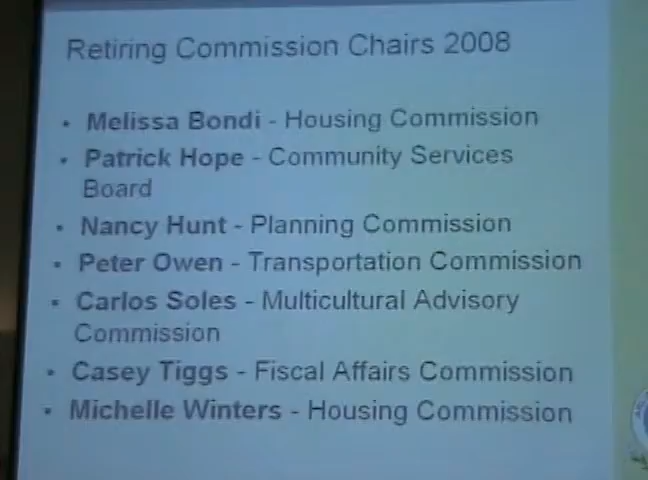 Retiring Commission Chairs 2008
• Melissa Bondi - Housing Commission
• Patrick Hope - Community Services
Board
• Nancy Hunt - Planning Commission
• Peter Owen - Transportation Commission
• Carlos Soles - Multicultural Advisory
Commission
• Casey Tiggs - Fiscal Affairs Commission
• Michelle Winters - Housing Commission